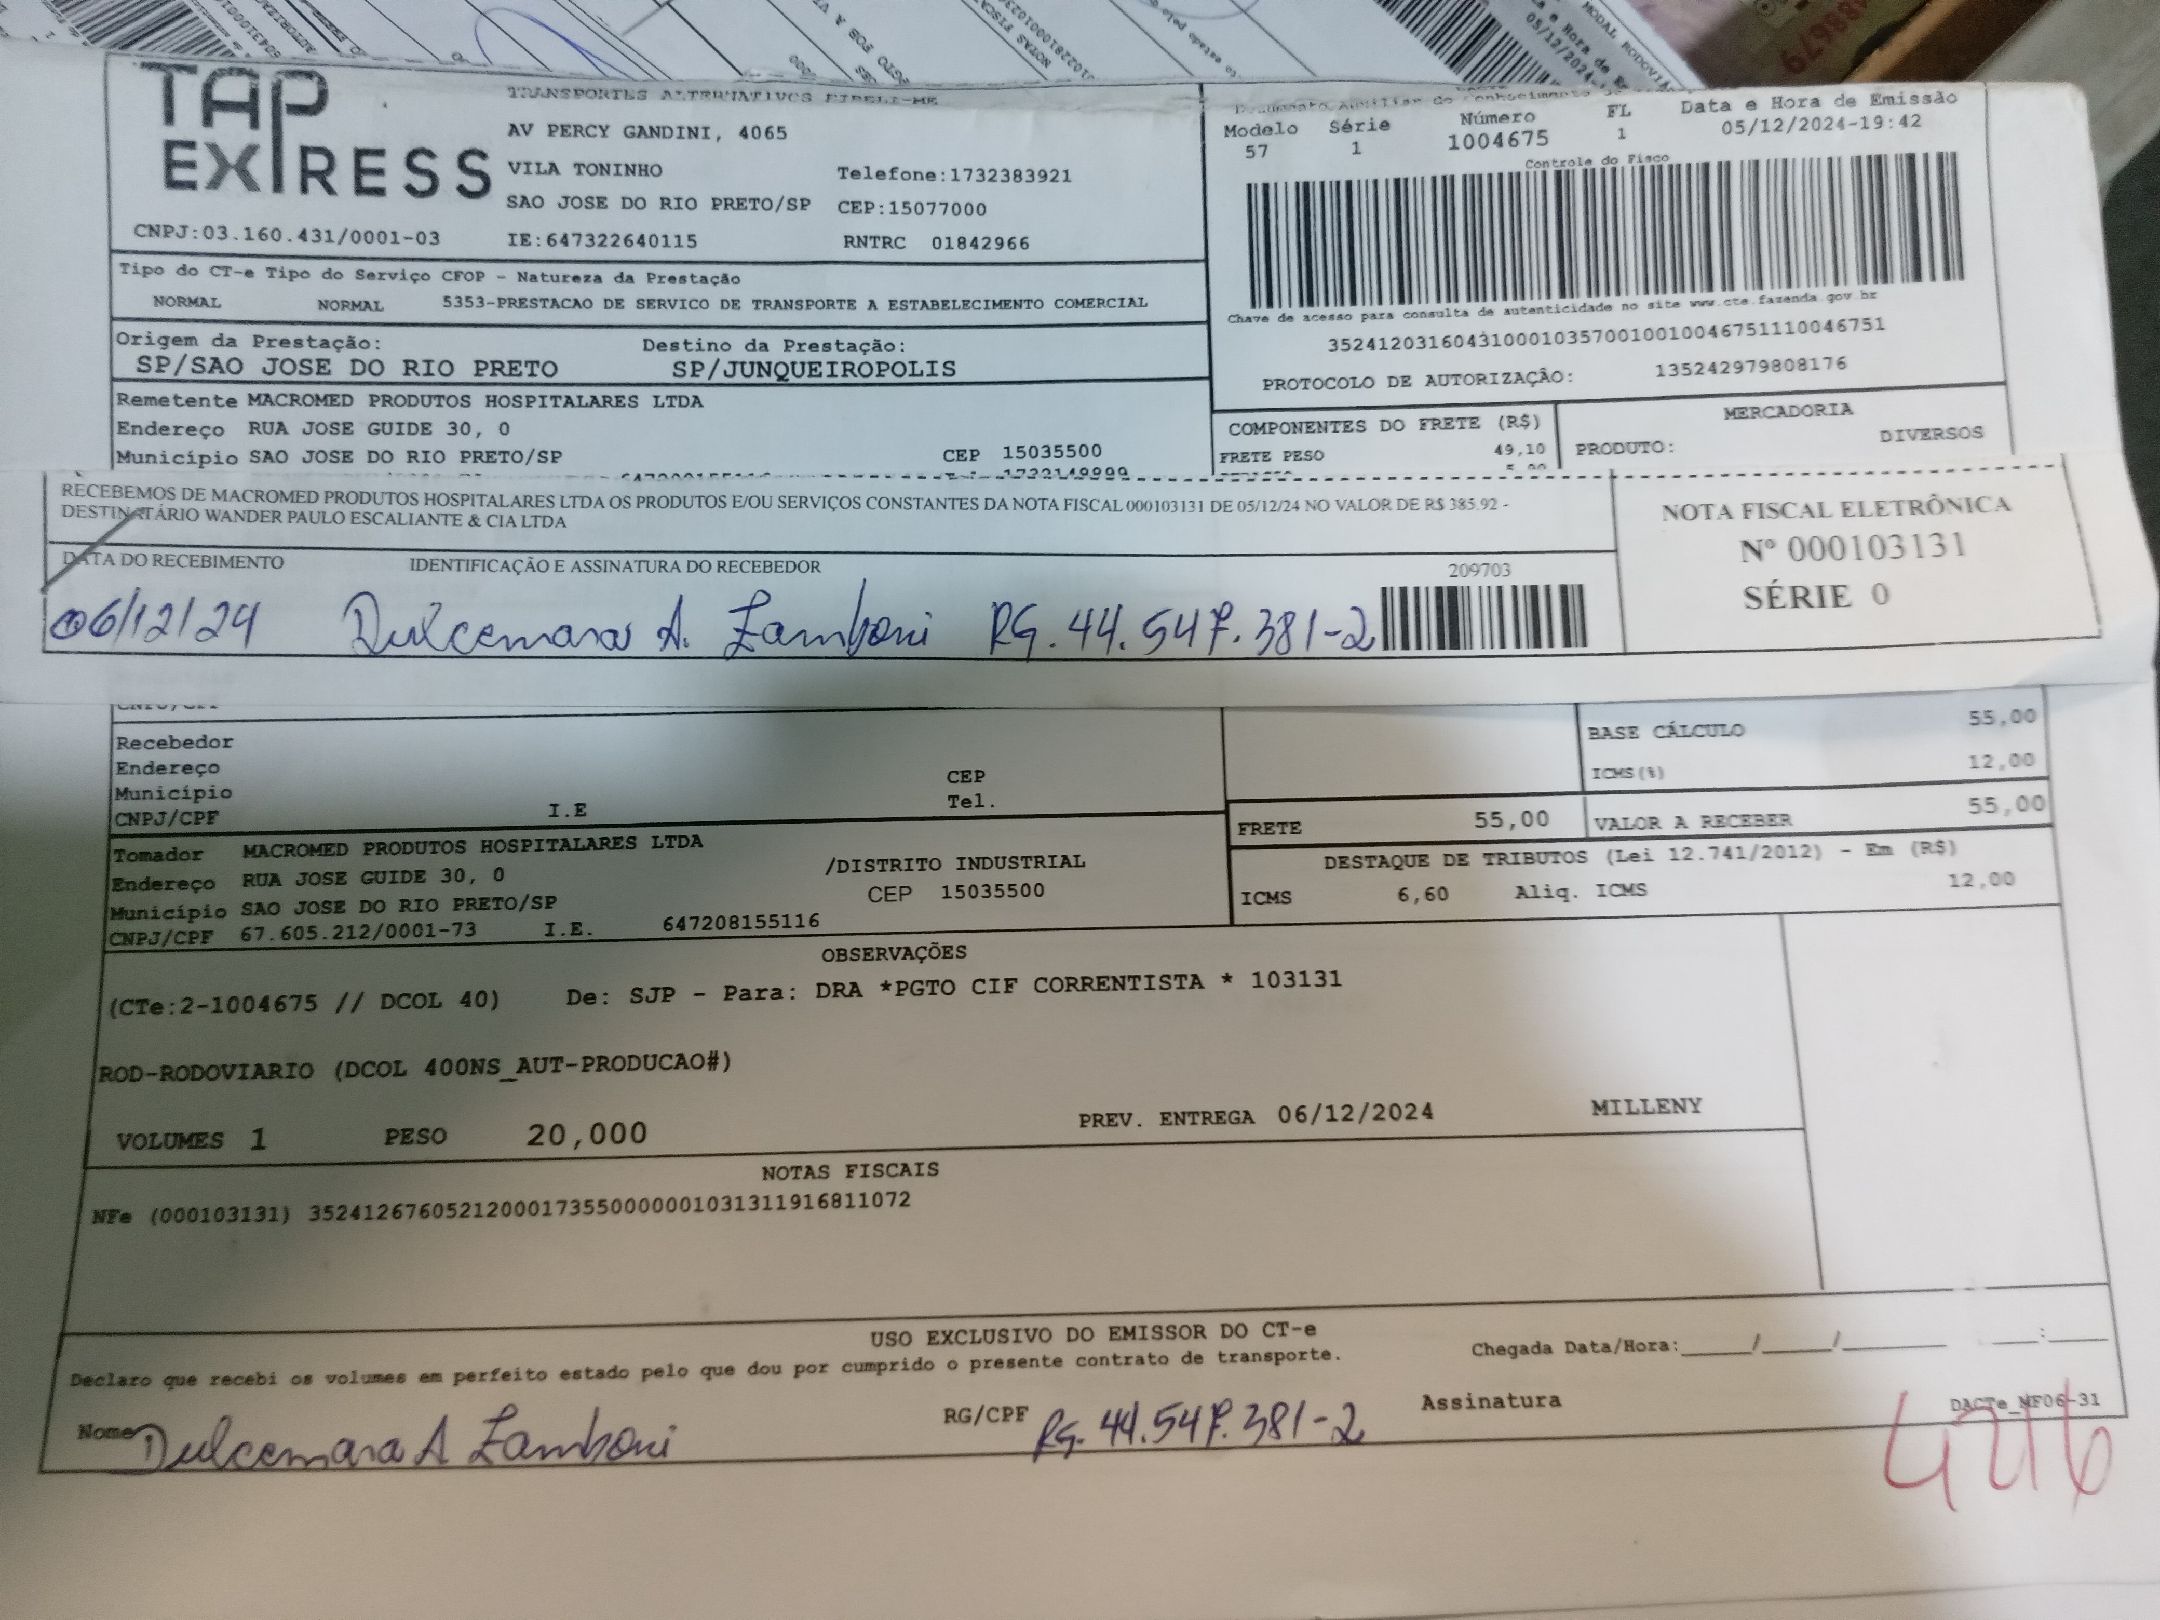 TAP EXPRESS
TRANSPORTES ALTERNATIVOS EIRELI-ME
AV PERCY GANDINI, 4065
VILA TONINHO Telefone:1732383921
SAO JOSE DO RIO PRETO/SP CEP:15077000
CNPJ:03.160.431/0001-03 IE:647322640115 RNTRC 01842966
Modelo Série Número FL Data e Hora de Emissão
57 1 1004675 1 05/12/2024-19:42
Controle do Fisco
Chave de acesso para consulta de autenticidade no site www.cte.fazenda.gov.br
35241203160431000103570010010046751110046751
PROTOCOLO DE AUTORIZAÇÃO: 135242979808176
Tipo do CT-e Tipo do Serviço CFOP - Natureza da Prestação
NORMAL NORMAL 5353-PRESTACAO DE SERVICO DE TRANSPORTE A ESTABELECIMENTO COMERCIAL
Origem da Prestação: Destino da Prestação:
SP/SAO JOSE DO RIO PRETO SP/JUNQUEIROPOLIS
Remetente MACROMED PRODUTOS HOSPITALARES LTDA
Endereço RUA JOSE GUIDE 30, 0
Município SAO JOSE DO RIO PRETO/SP CEP 15035500
COMPONENTES DO FRETE (R$) MERCADORIA
FRETE PESO 49,10 PRODUTO: DIVERSOS
RECEBEMOS DE MACROMED PRODUTOS HOSPITALARES LTDA OS PRODUTOS E/OU SERVIÇOS CONSTANTES DA NOTA FISCAL 000103131 DE 05/12/24 NO VALOR DE R$ 385.92 -
DESTINATÁRIO WANDER PAULO ESCALIANTE & CIA LTDA
DATA DO RECEBIMENTO IDENTIFICAÇÃO E ASSINATURA DO RECEBEDOR 209703
06/12/24 Dulcemara A. Zamboni RG. 44.547.381-2
NOTA FISCAL ELETRÔNICA
Nº 000103131
SÉRIE 0
Recebedor
Endereço
Município CEP
CNPJ/CPF I.E Tel.
BASE CÁLCULO 55,00
ICMS(%) 12,00
FRETE 55,00 VALOR A RECEBER 55,00
Tomador MACROMED PRODUTOS HOSPITALARES LTDA
Endereço RUA JOSE GUIDE 30, 0 /DISTRITO INDUSTRIAL
Município SAO JOSE DO RIO PRETO/SP CEP 15035500
CNPJ/CPF 67.605.212/0001-73 I.E. 647208155116
DESTAQUE DE TRIBUTOS (Lei 12.741/2012) - Em (R$)
ICMS 6,60 Aliq. ICMS 12,00
OBSERVAÇÕES
(CTe:2-1004675 // DCOL 40) De: SJP - Para: DRA *PGTO CIF CORRENTISTA * 103131
ROD-RODOVIARIO (DCOL 400NS_AUT-PRODUCAO#)
VOLUMES 1 PESO 20,000 PREV. ENTREGA 06/12/2024 MILLENY
NOTAS FISCAIS
NFe (000103131) 35241267605212000173550000001031311916811072
USO EXCLUSIVO DO EMISSOR DO CT-e
Declaro que recebi os volumes em perfeito estado pelo que dou por cumprido o presente contrato de transporte. Chegada Data/Hora:______/______/_________ ____:____
Nome Dulcemara A Zamboni RG/CPF RG. 44.547.381-2 Assinatura DACTe_NF06-31